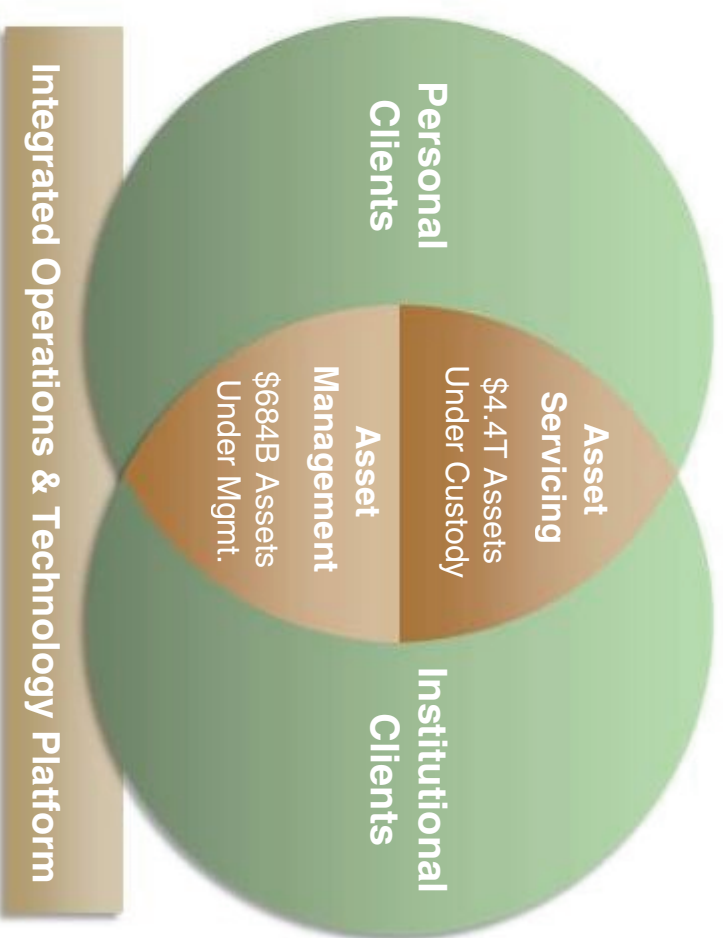 Personal
Clients
Asset
Servicing
$4.4T Assets
Under Custody
Asset
Management
$684B Assets
Under Mgmt.
Institutional
Clients
Integrated Operations & Technology Platform